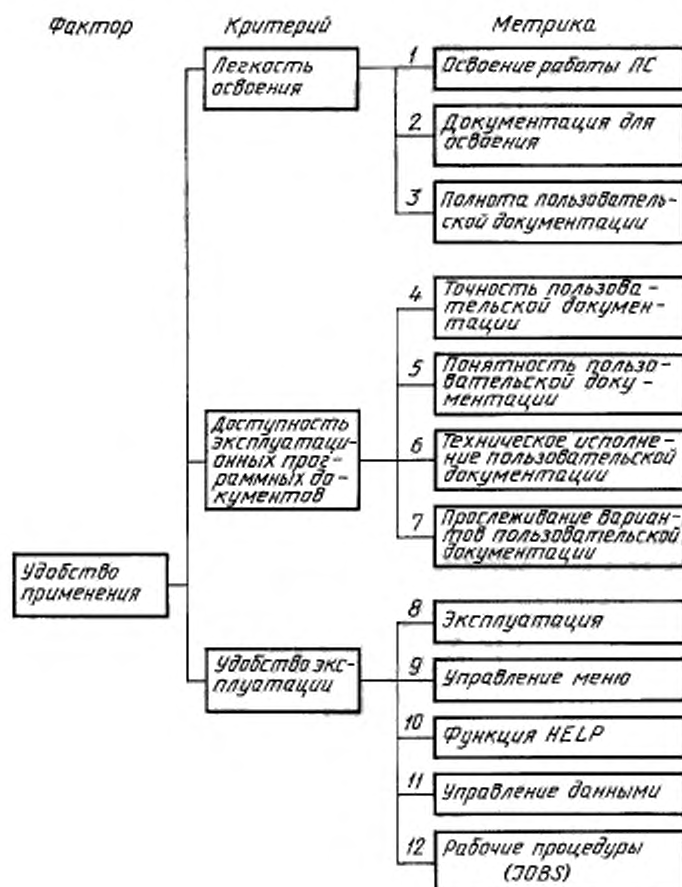 Фактор Критерий Метрика
Легкость
освоения
1
Освоение работы ПС
2
Документация для
освоения
3
Полнота пользователь-
ской документации
4
Точность пользова-
тельской докумен-
тации
5
Понятность пользо-
вательской доку-
ментации
Доступность
эксплуатаци-
онных прог-
раммных до-
кументов
6
Техническое исполне-
ние пользовательской
документации
7
Прослеживание вариан-
тов пользовательской
документации
Удобство
применения
8
Эксплуатация
Удобство экс-
плуатации
9
Управление меню
10
Функция HELP
11
Управление данными
12
Рабочие процедуры
(JOBS)